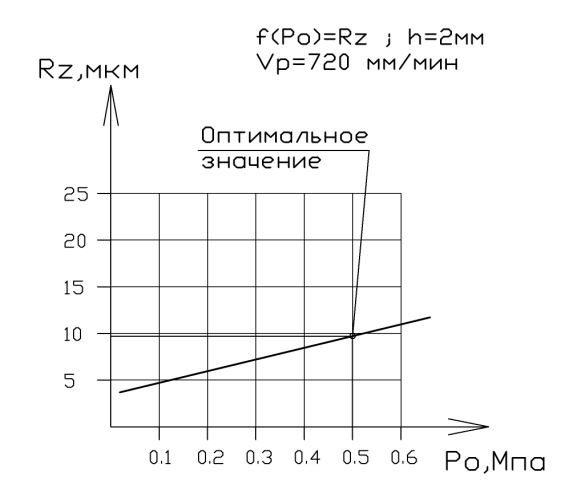 f(Po)=Rz ; h=2мм
Vp=720 мм/мин
Rz,мкм
Оптимальное
значение
25
20
15
10
5
0.1 0.2 0.3 0.4 0.5 0.6
Po,Мпа